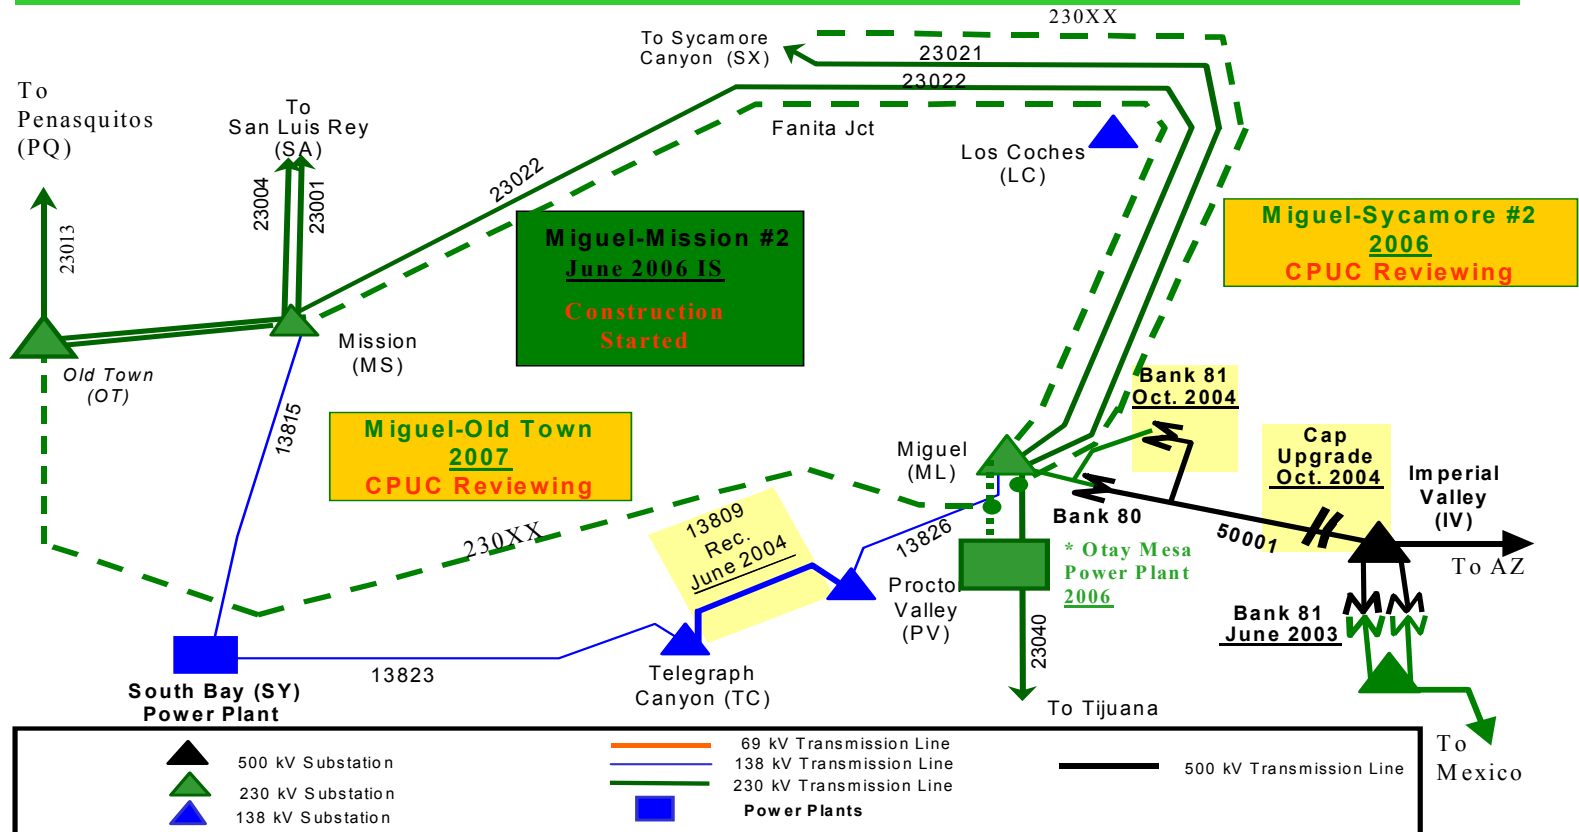 230XX
To Sycamore
Canyon (SX)
23021
23022
To
Penasquitos
(PQ)
To
San Luis Rey
(SA)
Fanita Jct
Los Coches
(LC)
23004
23001
23022
23013
Miguel-Mission #2
June 2006 IS
Construction
Started
Miguel-Sycamore #2
2006
CPUC Reviewing
Mission
(MS)
Old Town
(OT)
13815
Miguel-Old Town
2007
CPUC Reviewing
Bank 81
Oct. 2004
Miguel
(ML)
Cap
Upgrade
Oct. 2004
Imperial
Valley
(IV)
230XX
13809
Rec.
June 2004
13826
Bank 80
50001
* Otay Mesa
Power Plant
2006
To AZ
Proctor
Valley
(PV)
Bank 81
June 2003
23040
13823
Telegraph
Canyon (TC)
South Bay (SY)
Power Plant
To Tijuana
To
Mexico
500 kV Substation
230 kV Substation
138 kV Substation
69 kV Transmission Line
138 kV Transmission Line
230 kV Transmission Line
Power Plants
500 kV Transmission Line